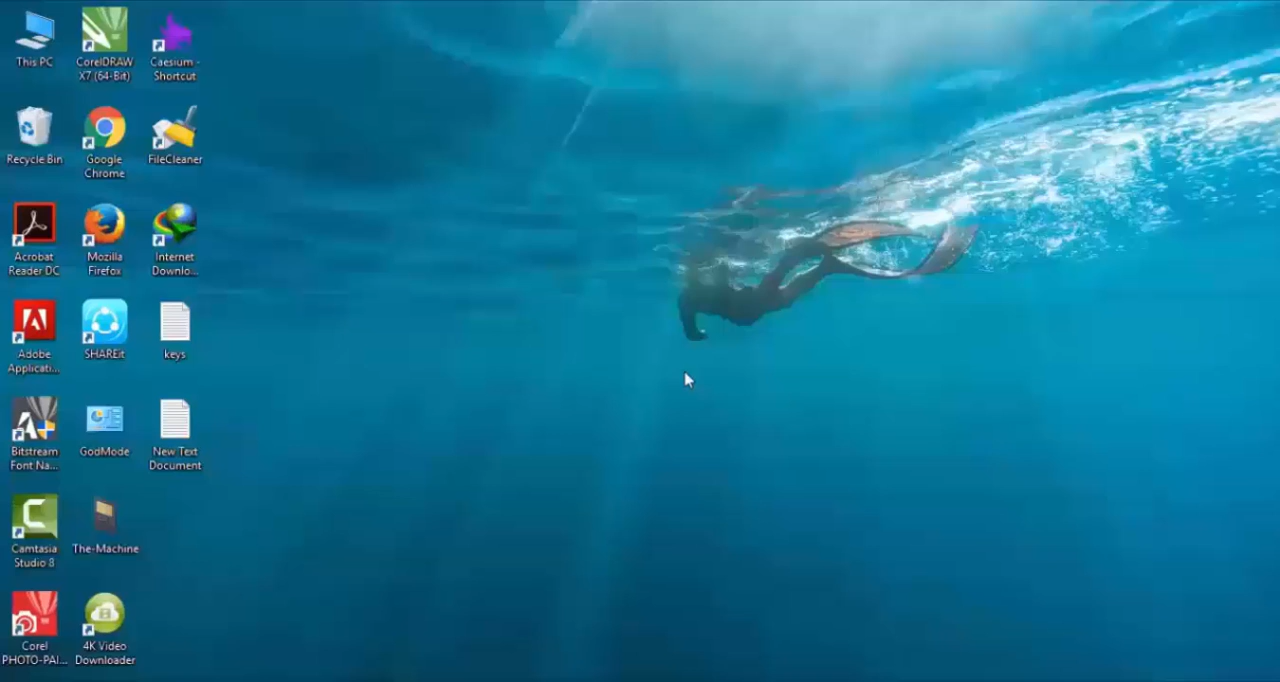 This PC
CorelDRAW
X7 (64-Bit)
Caesium -
Shortcut
Recycle Bin
Google
Chrome
FileCleaner
Acrobat
Reader DC
Mozilla
Firefox
Internet
Downlo...
Adobe
Applicati...
SHAREit
keys
Bitstream
Font Na...
GodMode
New Text
Document
Camtasia
Studio 8
The-Machine
Corel
PHOTO-PAI...
4K Video
Downloader